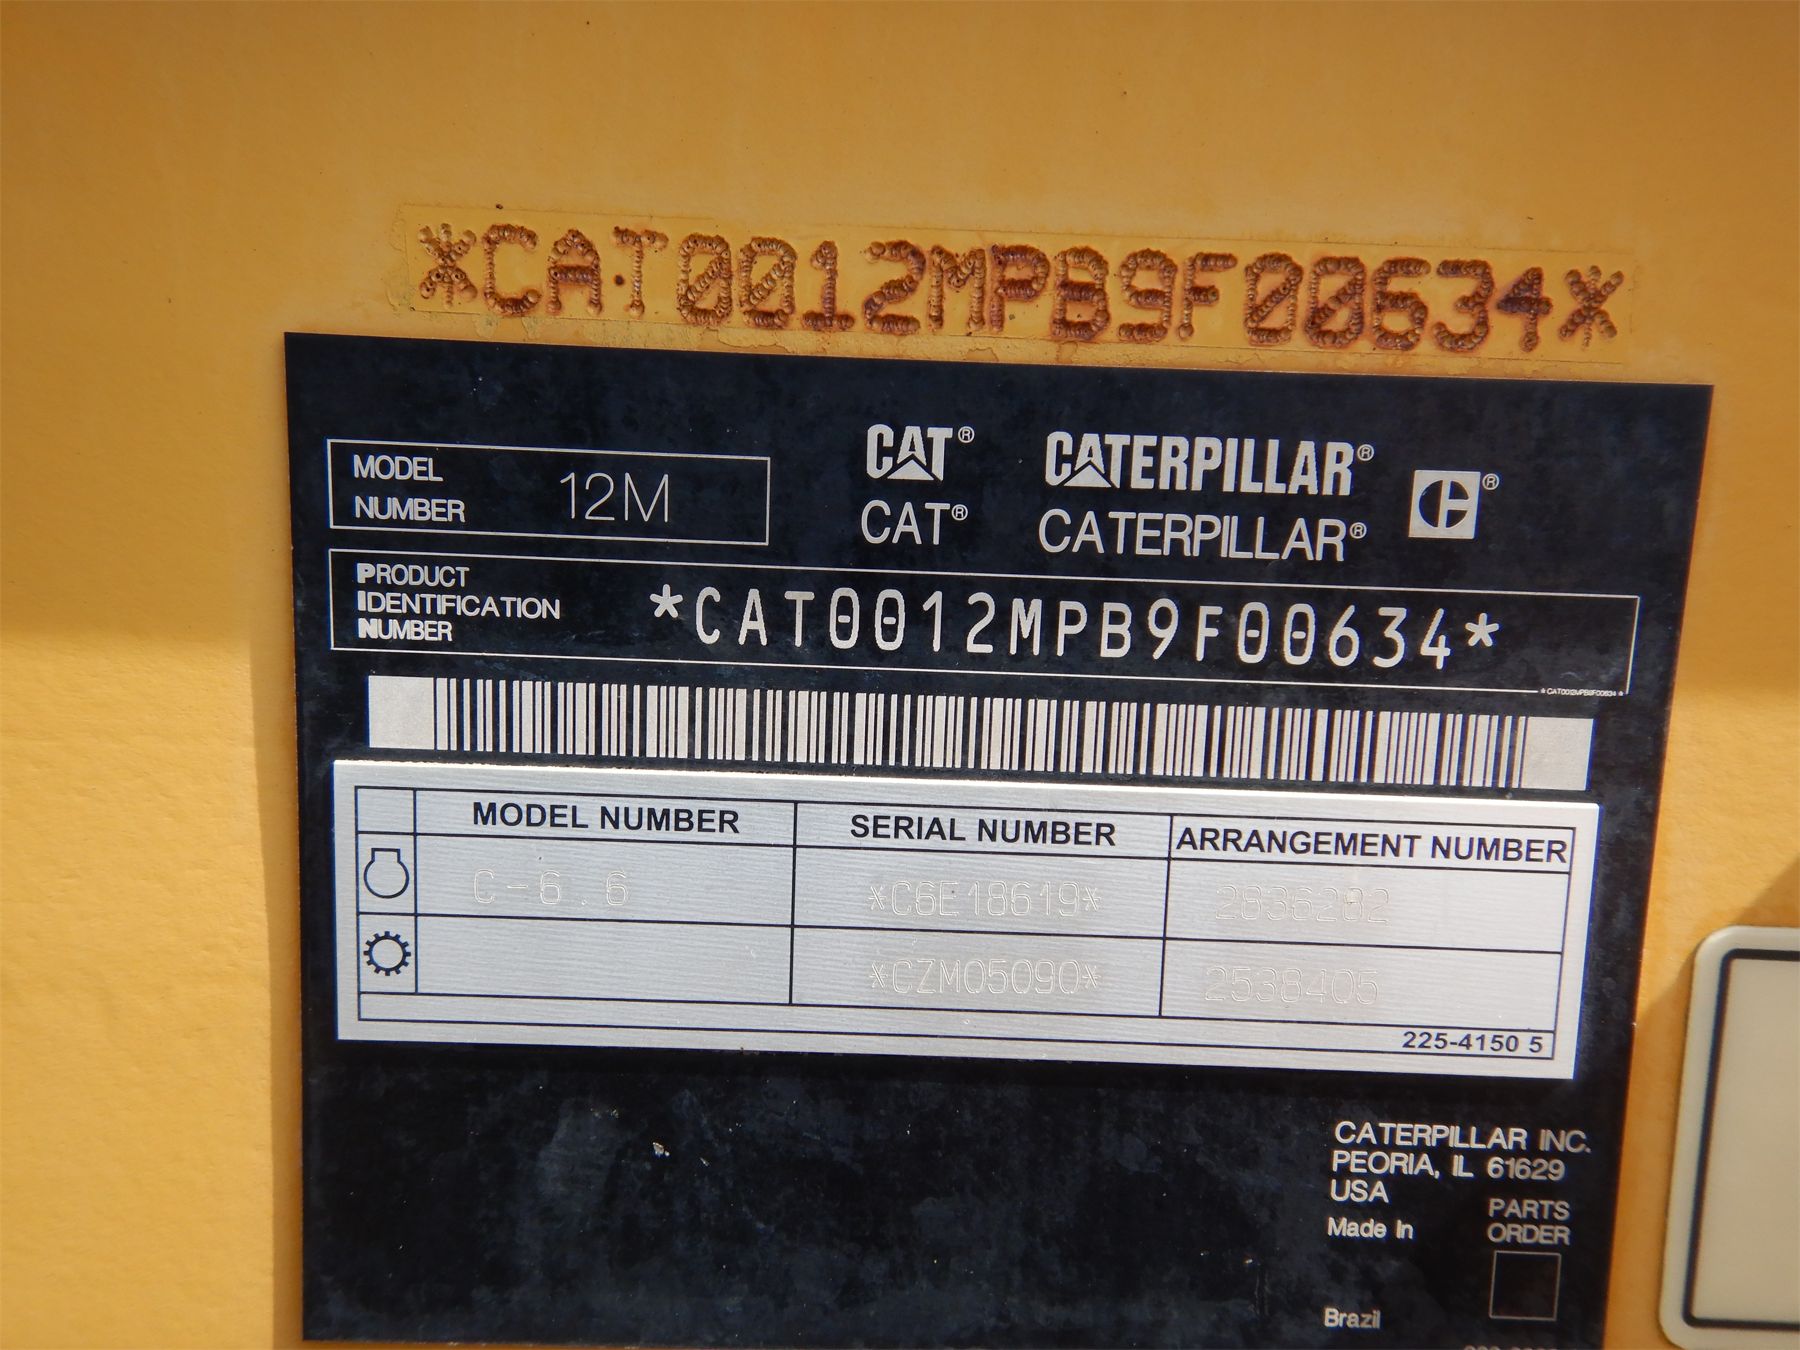 *CAT0012MPB9F00634*
CAT® CATERPILLAR® ®
MODEL
NUMBER 12M
CAT® CATERPILLAR®
PRODUCT
IDENTIFICATION
NUMBER *CAT0012MPB9F00634*
*CAT0012MPB9F00634*
MODEL NUMBER SERIAL NUMBER ARRANGEMENT NUMBER
C-6.6 *C6E18619* 2836282
*CZM05090* 2538405
225-4150 5
CATERPILLAR INC.
PEORIA, IL 61629
USA
Made In
PARTS
ORDER
Brazil